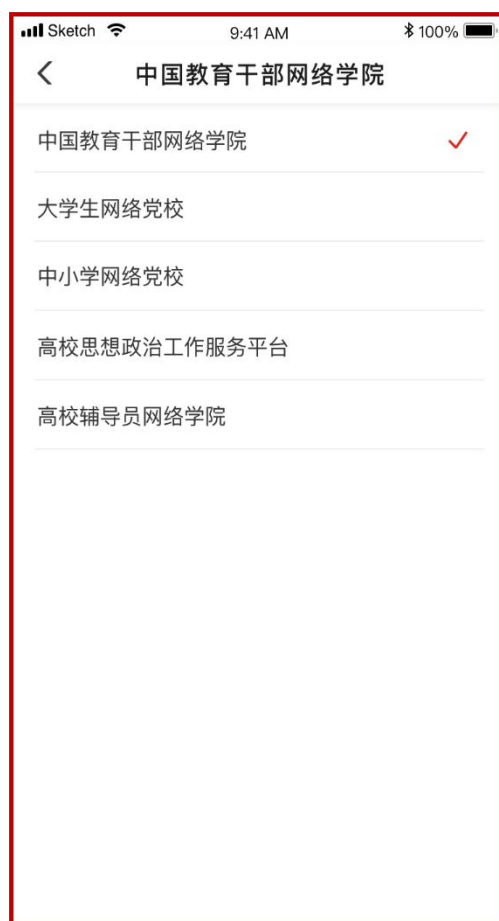 Sketch 9:41 AM 100%
中国教育干部网络学院
中国教育干部网络学院
大学生网络党校
中小学网络党校
高校思想政治工作服务平台
高校辅导员网络学院